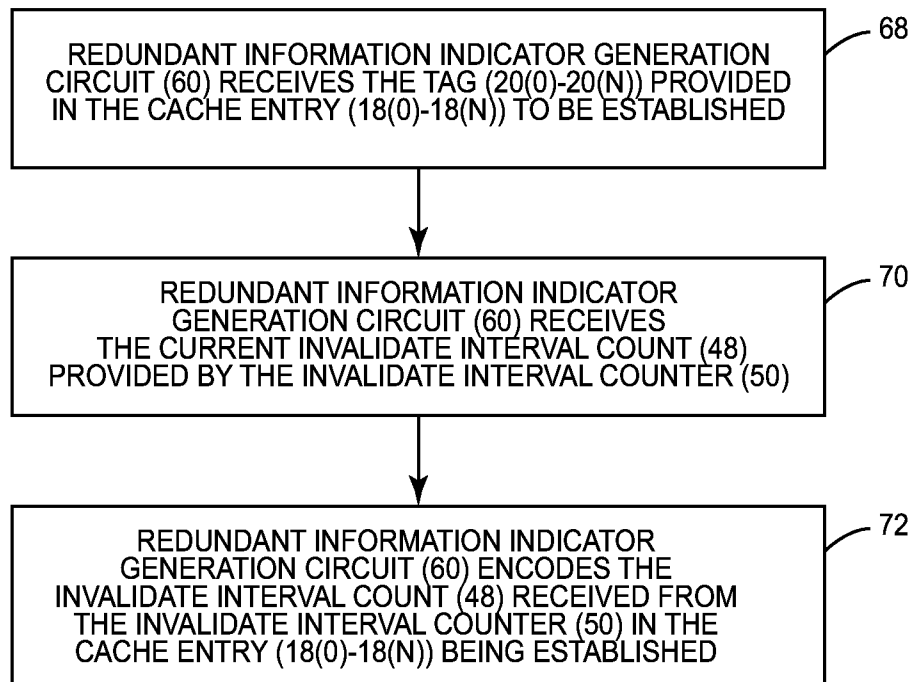 REDUNDANT INFORMATION INDICATOR GENERATION
CIRCUIT (60) RECEIVES THE TAG (20(0)-20(N)) PROVIDED
IN THE CACHE ENTRY (18(0)-18(N)) TO BE ESTABLISHED
68
REDUNDANT INFORMATION INDICATOR
GENERATION CIRCUIT (60) RECEIVES
THE CURRENT INVALIDATE INTERVAL COUNT (48)
PROVIDED BY THE INVALIDATE INTERVAL COUNTER (50)
70
REDUNDANT INFORMATION INDICATOR
GENERATION CIRCUIT (60) ENCODES THE
INVALIDATE INTERVAL COUNT (48) RECEIVED FROM
THE INVALIDATE INTERVAL COUNTER (50) IN THE
CACHE ENTRY (18(0)-18(N)) BEING ESTABLISHED
72